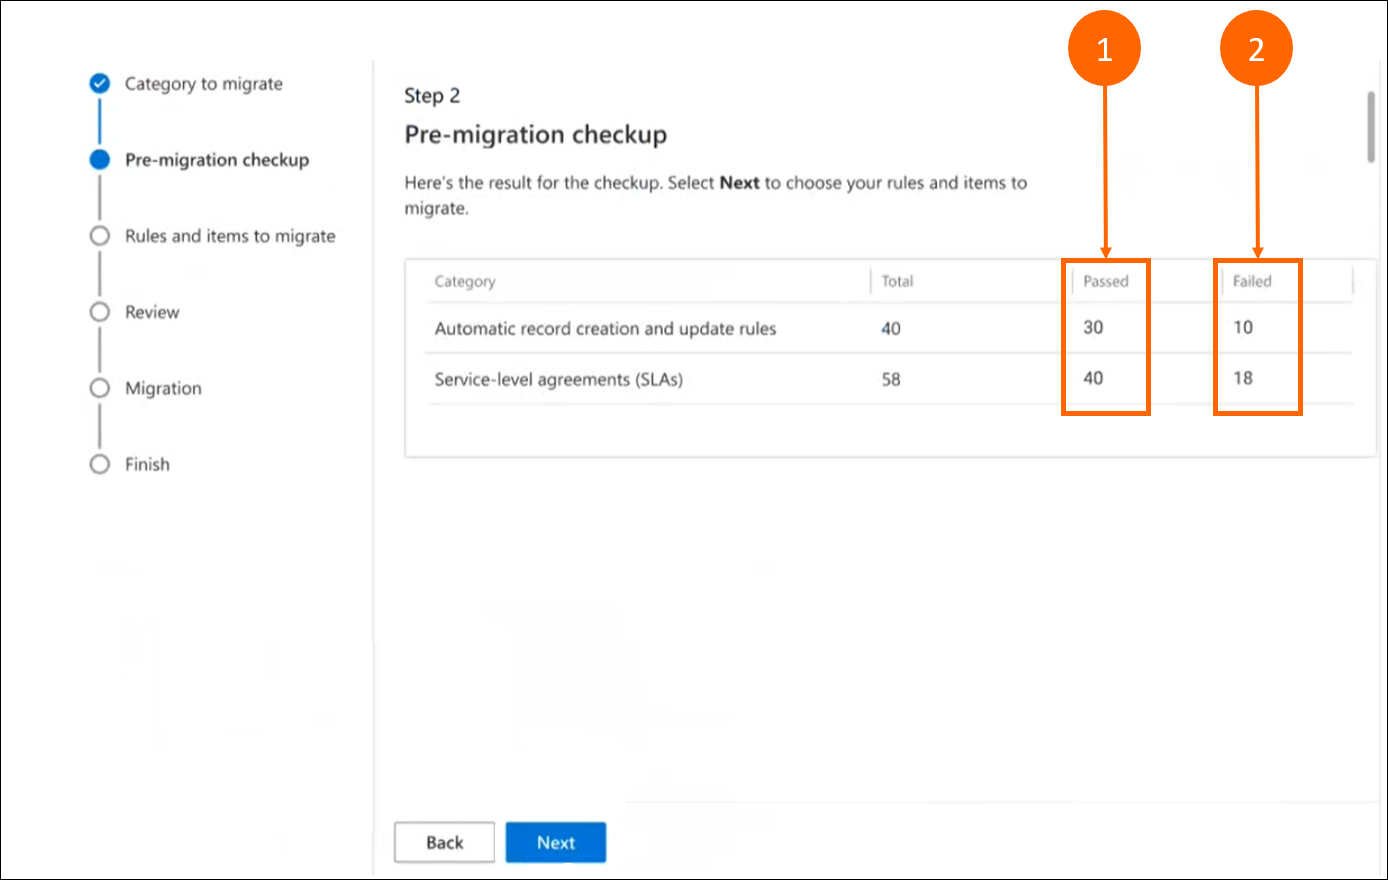 1
2
Category to migrate
Pre-migration checkup
Rules and items to migrate
Review
Migration
Finish
Step 2
Pre-migration checkup
Here's the result for the checkup. Select Next to choose your rules and items to
migrate.
Category Total Passed Failed
Automatic record creation and update rules 40 30 10
Service-level agreements (SLAs) 58 40 18
Back Next